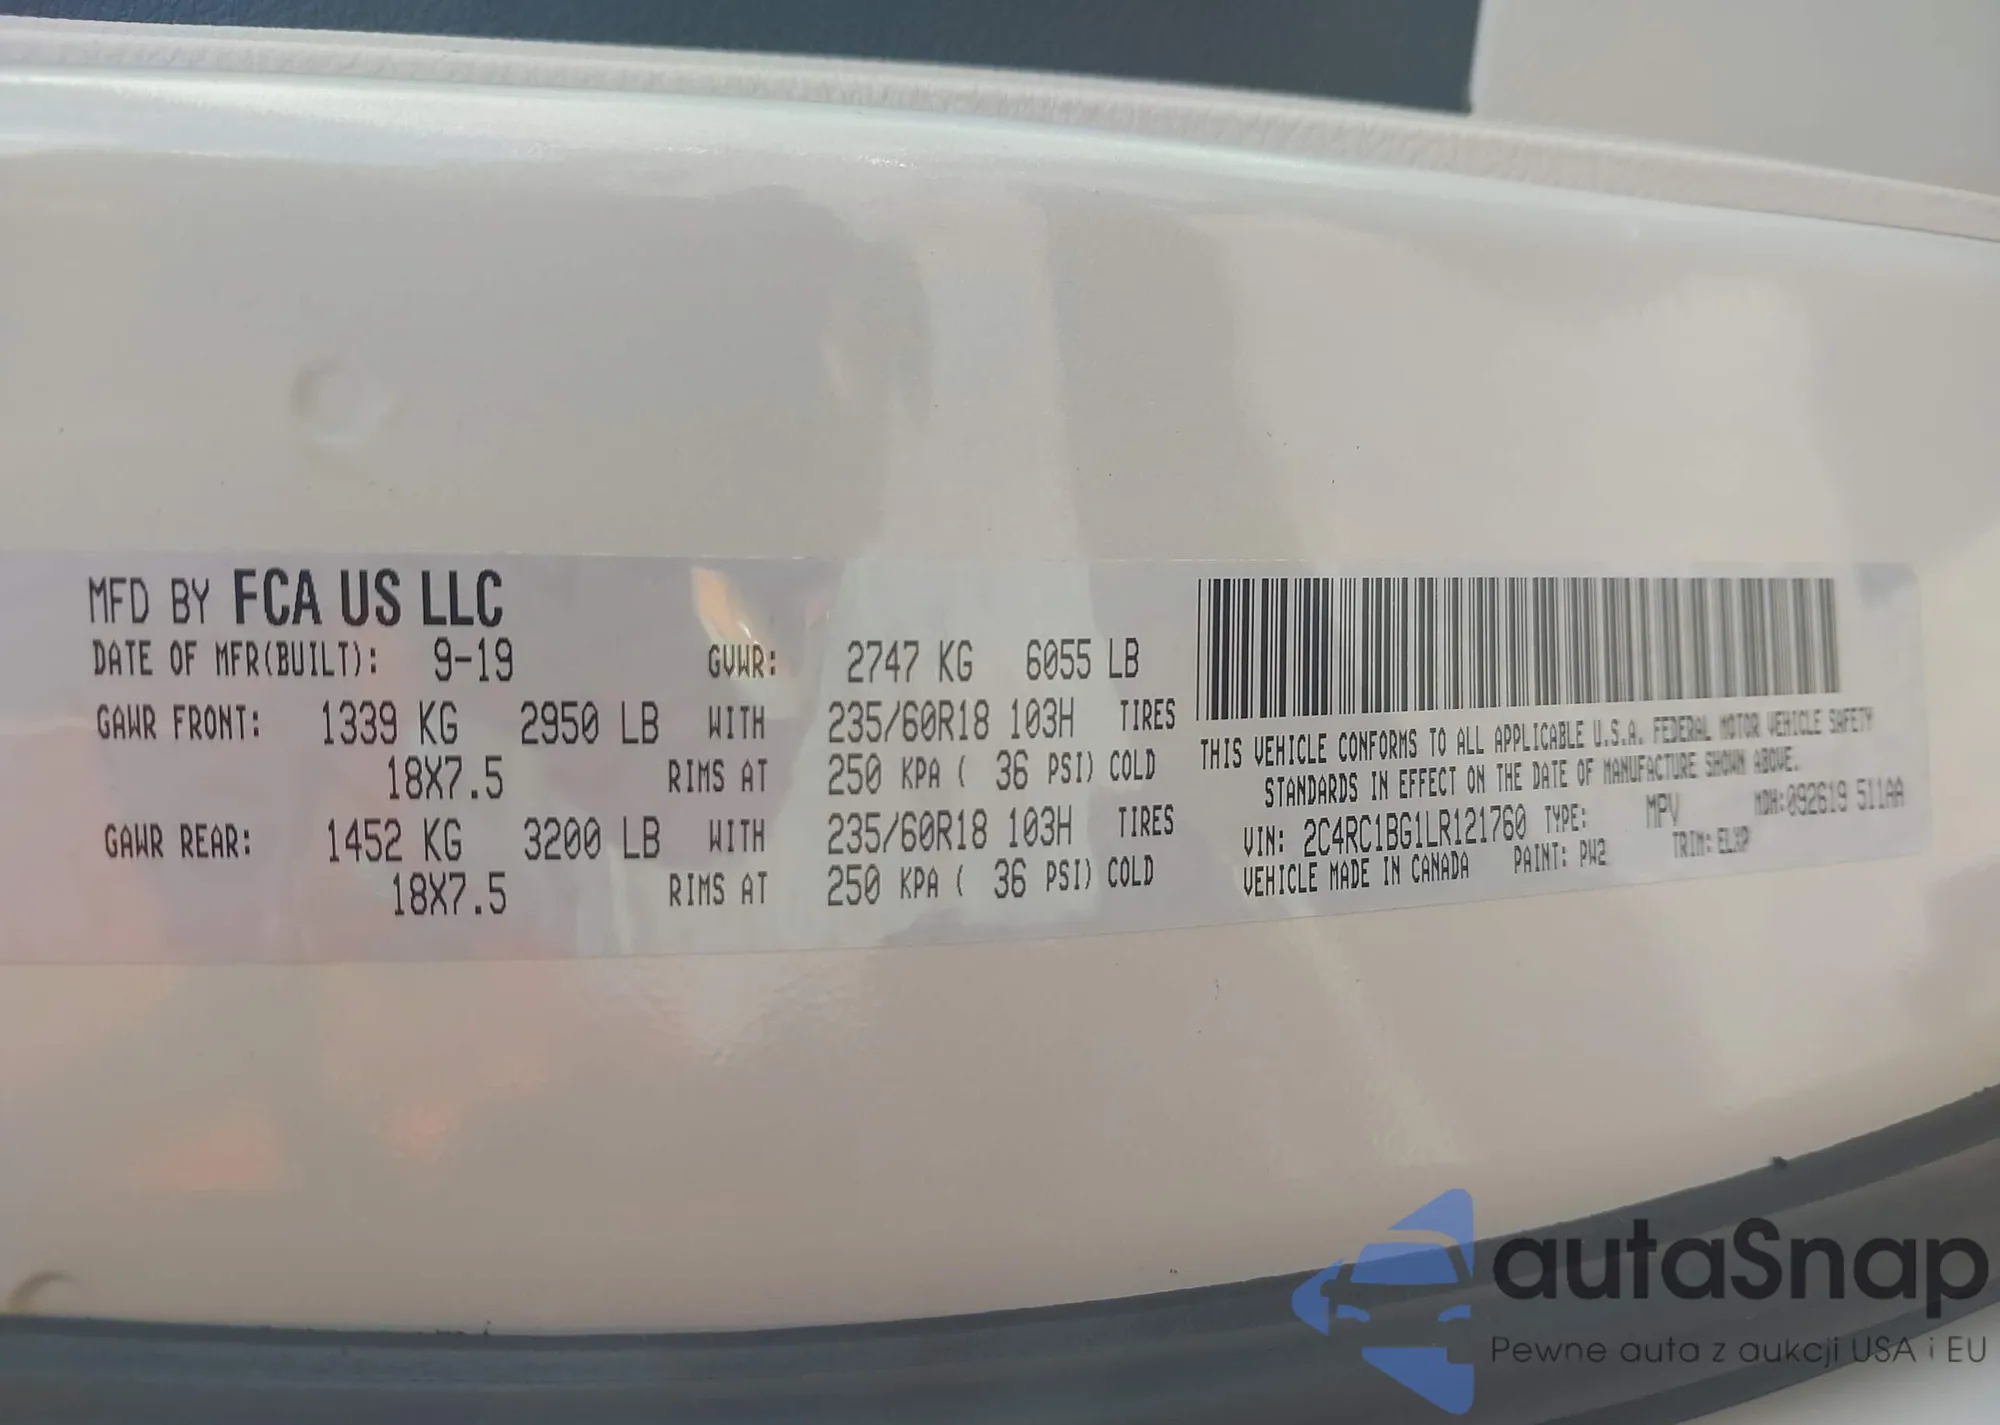 MFD BY FCA US LLC
DATE OF MFR(BUILT): 9-19 GVWR: 2747 KG 6055 LB
GAWR FRONT: 1339 KG 2950 LB WITH 235/60R18 103H TIRES
18X7.5 RIMS AT 250 KPA ( 36 PSI) COLD
GAWR REAR: 1452 KG 3200 LB WITH 235/60R18 103H TIRES
18X7.5 RIMS AT 250 KPA ( 36 PSI) COLD
THIS VEHICLE CONFORMS TO ALL APPLICABLE U.S.A. FEDERAL MOTOR VEHICLE SAFETY
STANDARDS IN EFFECT ON THE DATE OF MANUFACTURE SHOWN ABOVE.
VIN: 2C4RC1BG1LR121760 TYPE: MPV MDH:092619 511AA
VEHICLE MADE IN CANADA PAINT: PW2 TRIM: ELXP
autaSnap
Pewne auta z aukcji USA i EU